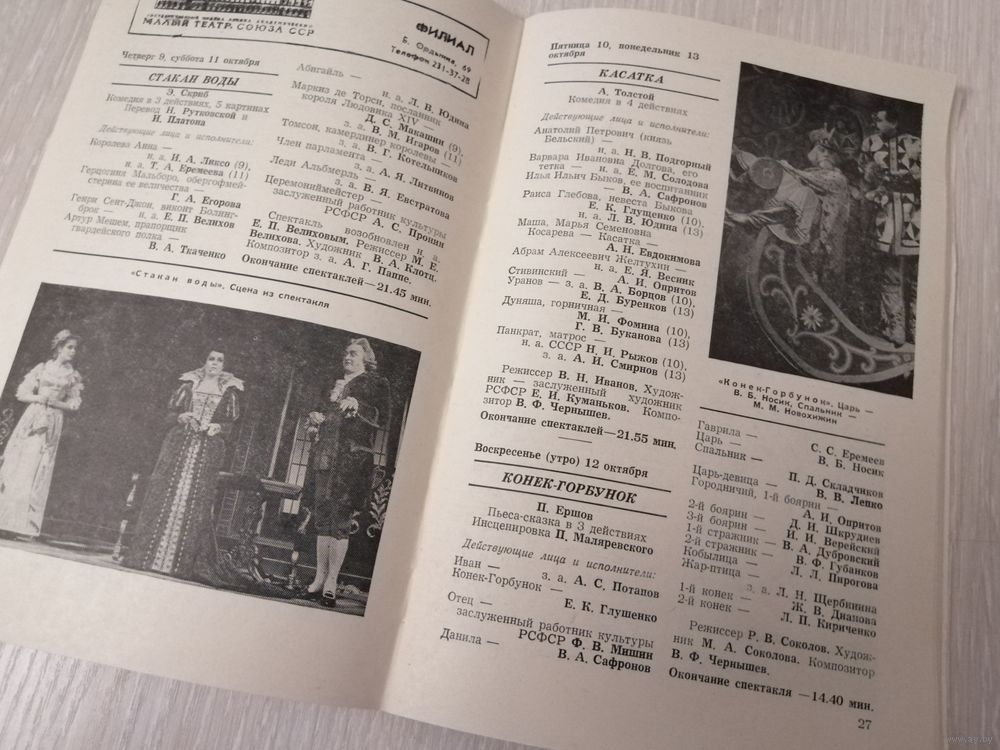 МАЛЫЙ ТЕАТР СОЮЗА ССР
ФИЛИАЛ
Б. Ордынка, 69
Телефон 231-37-28
Четверг 9, суббота 11 октября
СТАКАН ВОДЫ
Э. Скриб
Комедия в 3 действиях, 5 картинах
Перевод Н. Рутковской и
И. Платона
Действующие лица и исполнители:
Королева Анна —
н. а. И. А. Ликсо (9),
н. а. Т. А. Еремеева (11)
Герцогиня Мальборо, обергофмей-
стерина ее величества —
Г. А. Егорова
Генри Сент-Джон, виконт Болинг-
брок —
н. а. Е. П. Велихов
Артур Мешем, прапорщик
гвардейского полка —
В. А. Ткаченко
Абигайль —
н. а. Л. В. Юдина
Маркиз де Торси, посланник
короля Людовика XIV —
Д. С. Макашин (9),
з. а. В. М. Игаров (11)
Томсон, камердинер королевы —
з. а. В. Г. Котельников
Член парламента —
з. а. А. Я. Литвинов
Леди Альбемрль —
з. а. В. Я. Евстратова
Церемониймейстер —
заслуженный работник культуры
РСФСР А. С. Пронин
Спектакль возобновлен н. а.
Е. П. Велиховым. Режиссер М. Е.
Велихова. Художник В. А. Клотц.
Композитор з. а. А. Г. Паппе.
Окончание спектаклей—21.45 мин.
«Стакан воды». Сцена из спектакля
Пятница 10, понедельник 13
октября
КАСАТКА
А. Толстой
Комедия в 4 действиях
Действующие лица и исполнители:
Анатолий Петрович (князь
Бельский) —
н. а. Н. В. Подгорный
Варвара Ивановна Долгова, его
тетка — н. а. Е. М. Солодова
Илья Ильич Быков, ее воспитанник
— В. А. Сафронов
Раиса Глебова, невеста Быкова
Е. К. Глущенко (10),
н. а. Л. В. Юдина (13)
Маша, Марья Семеновна
Косарева — Касатка —
А. Н. Евдокимова
Абрам Алексеевич Желтухин —
н. а. Е. Я. Весник
Стивинский — А. И. Опритов
Уранов — з. а. В. А. Борцов (10),
Е. Д. Буренков (13)
Дуняша, горничная —
М. И. Фомина (10),
Г. В. Буканова (13)
Панкрат, матрос —
н. а. СССР Н. И. Рыжов (10),
з. а. А. И. Смирнов (13)
Режиссер В. Н. Иванов. Худож-
ник — заслуженный художник
РСФСР Е. И. Куманьков. Компо-
зитор В. Ф. Чернышев.
Окончание спектаклей—21.55 мин.
Воскресенье (утро) 12 октября
КОНЕК-ГОРБУНОК
П. Ершов
Пьеса-сказка в 3 действиях
Инсценировка П. Маляревского
Действующие лица и исполнители:
Иван —
з. а. А. С. Потапов
Конек-Горбунок —
Е. К. Глушенко
Отец —
заслуженный работник культуры
РСФСР Ф. В. Мишин
Данила —
В. А. Сафронов
«Конек-Горбунок». Царь —
В. Б. Носик, Спальник —
М. М. Новохижин
Гаврила —
С. С. Еремеев
Царь —
В. Б. Носик
Спальник —
П. Д. Складчиков
Царь-девица —
В. В. Лепко
Городничий, 1-й боярин —
А. И. Опритов
2-й боярин —
Д. И. Шкрудиев
3-й боярин —
И. И. Верейский
1-й стражник —
В. А. Дубровский
2-й стражник —
В. Ф. Губанков
Кобылица —
Л. Л. Пирогова
Жар-птица —
з. а. Л. Н. Щербинина
1-й конек —
Ж. В. Дианова
2-й конек —
Л. П. Кириченко
Режиссер Р. В. Соколов. Худож-
ник М. А. Соколова. Композитор
В. Ф. Чернышев.
Окончание спектакля —14.40 мин.
27
www.ay.by